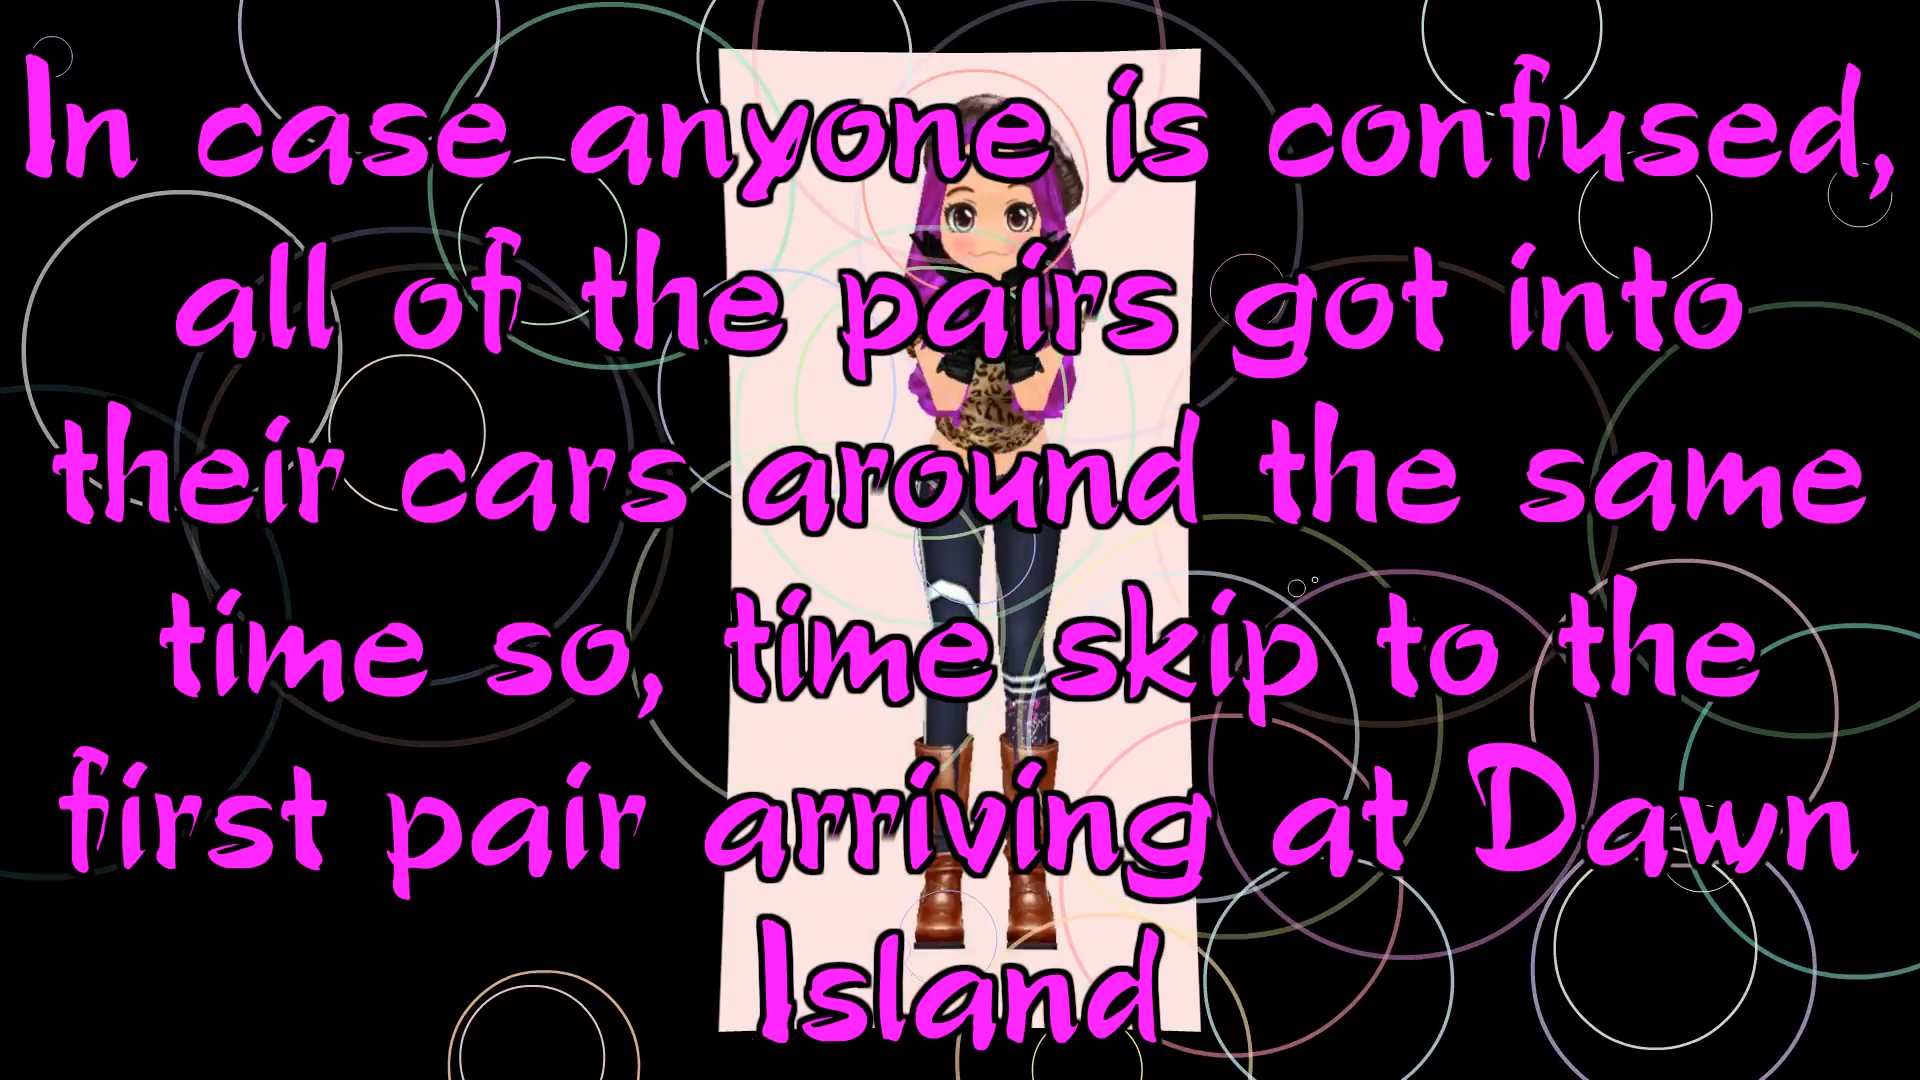 In case anyone is confused,
all of the pairs got into
their cars around the same
time so, time skip to the
first pair arriving at Dawn
Island